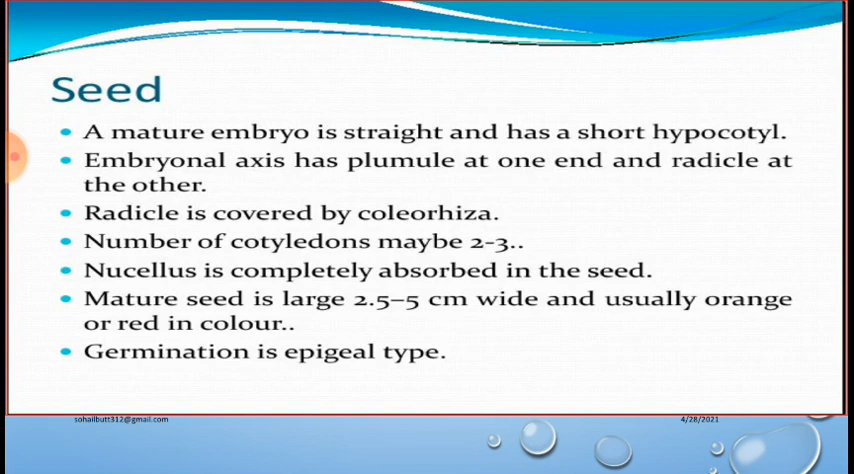 Seed
• A mature embryo is straight and has a short hypocotyl.
• Embryonal axis has plumule at one end and radicle at
the other.
• Radicle is covered by coleorhiza.
• Number of cotyledons maybe 2-3..
• Nucellus is completely absorbed in the seed.
• Mature seed is large 2.5–5 cm wide and usually orange
or red in colour..
• Germination is epigeal type.
sohailbutt312@gmail.com
4/28/2021